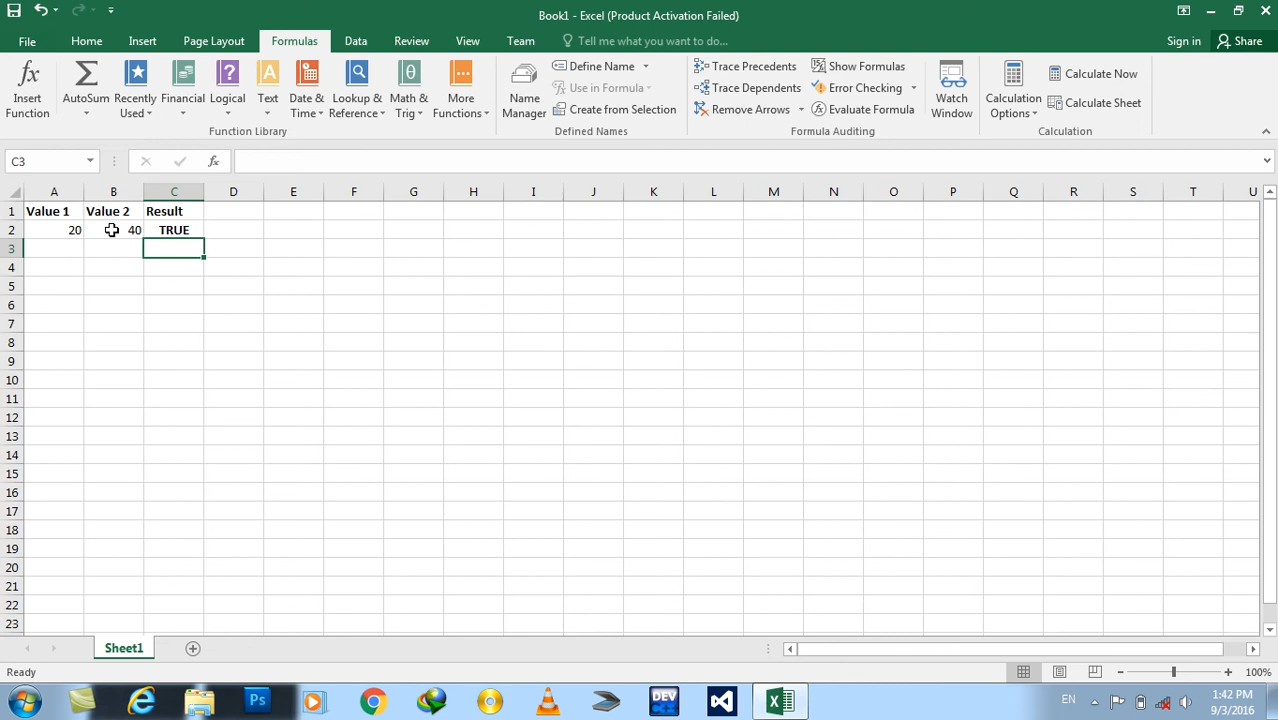 Book1 - Excel (Product Activation Failed)
File Home Insert Page Layout Formulas Data Review View Team Tell me what you want to do... Sign in Share
Insert Function
AutoSum
Recently Used
Financial
Logical
Text
Date & Time
Lookup & Reference
Math & Trig
More Functions
Function Library
Name Manager
Define Name
Use in Formula
Create from Selection
Defined Names
Trace Precedents
Trace Dependents
Remove Arrows
Show Formulas
Error Checking
Evaluate Formula
Formula Auditing
Watch Window
Calculation Options
Calculate Now
Calculate Sheet
Calculation
C3 fx
A B C D E F G H I J K L M N O P Q R S T U
1 Value 1 Value 2 Result
2 20 40 TRUE
3
4
5
6
7
8
9
10
11
12
13
14
15
16
17
18
19
20
21
22
23
Sheet1
Ready 100%
Ps DEV EN 1:42 PM
9/3/2016